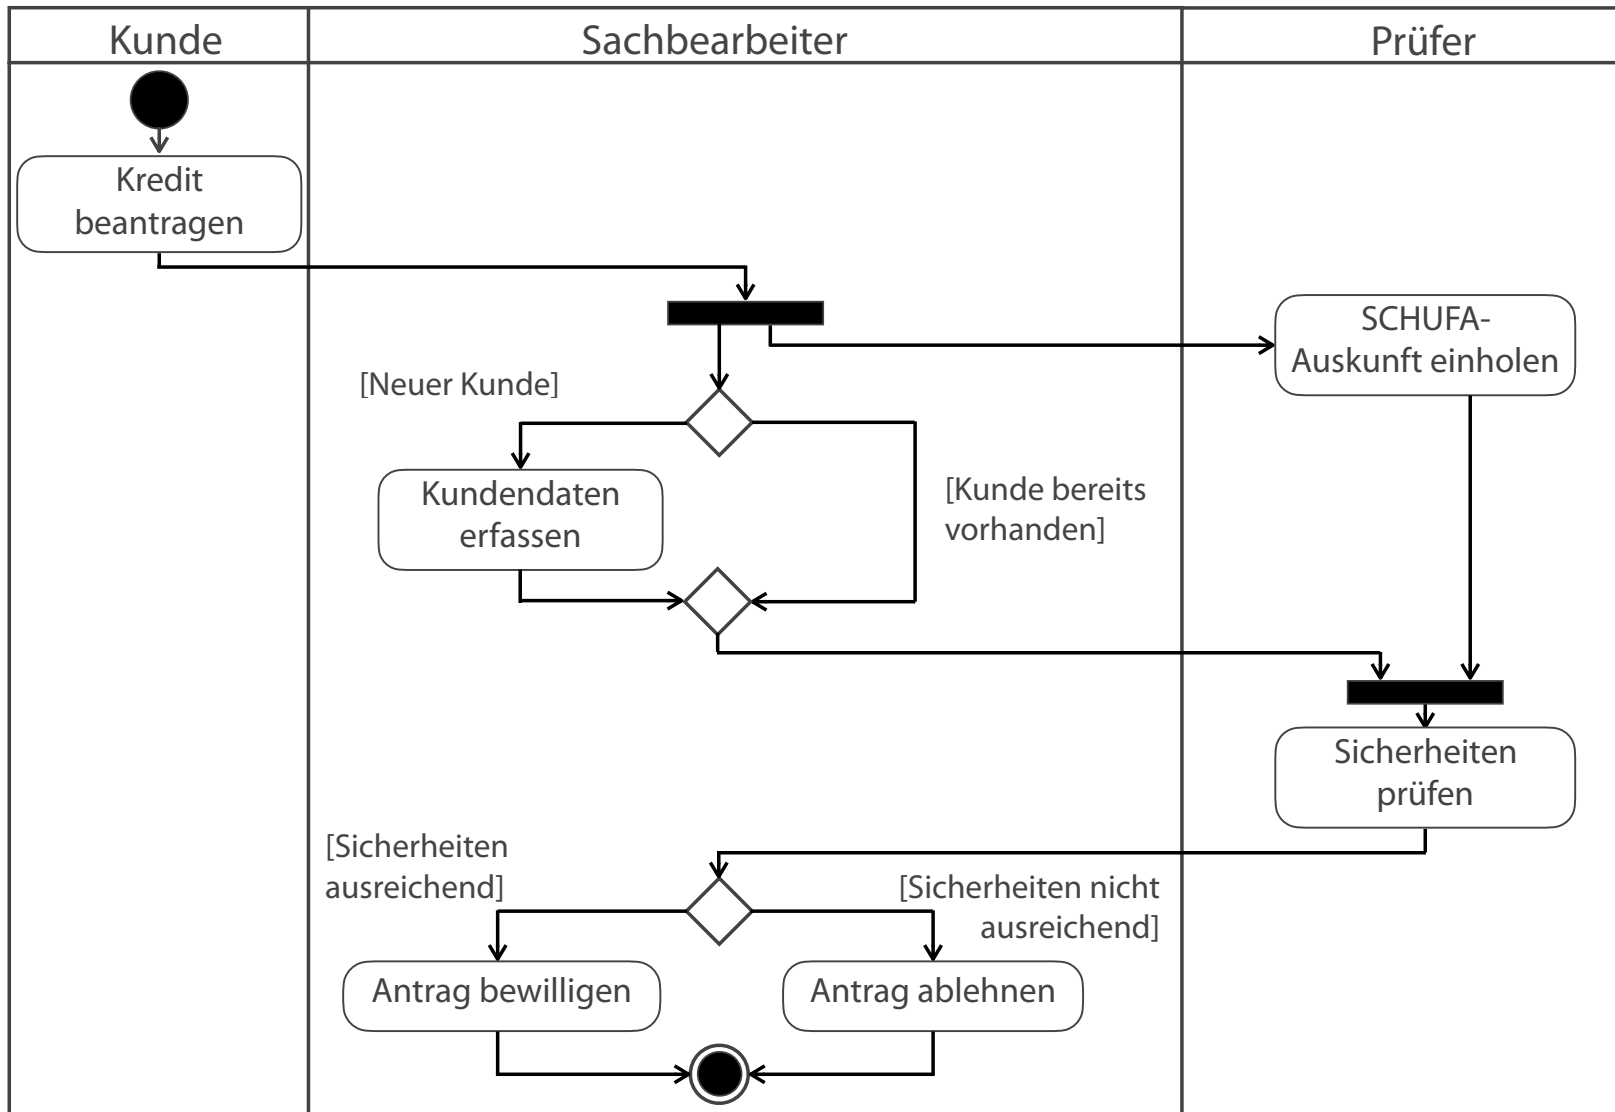 Kunde
Sachbearbeiter
Prüfer
Kredit
beantragen
SCHUFA-
Auskunft einholen
[Neuer Kunde]
Kundendaten
erfassen
[Kunde bereits
vorhanden]
Sicherheiten
prüfen
[Sicherheiten
ausreichend]
[Sicherheiten nicht
ausreichend]
Antrag bewilligen
Antrag ablehnen